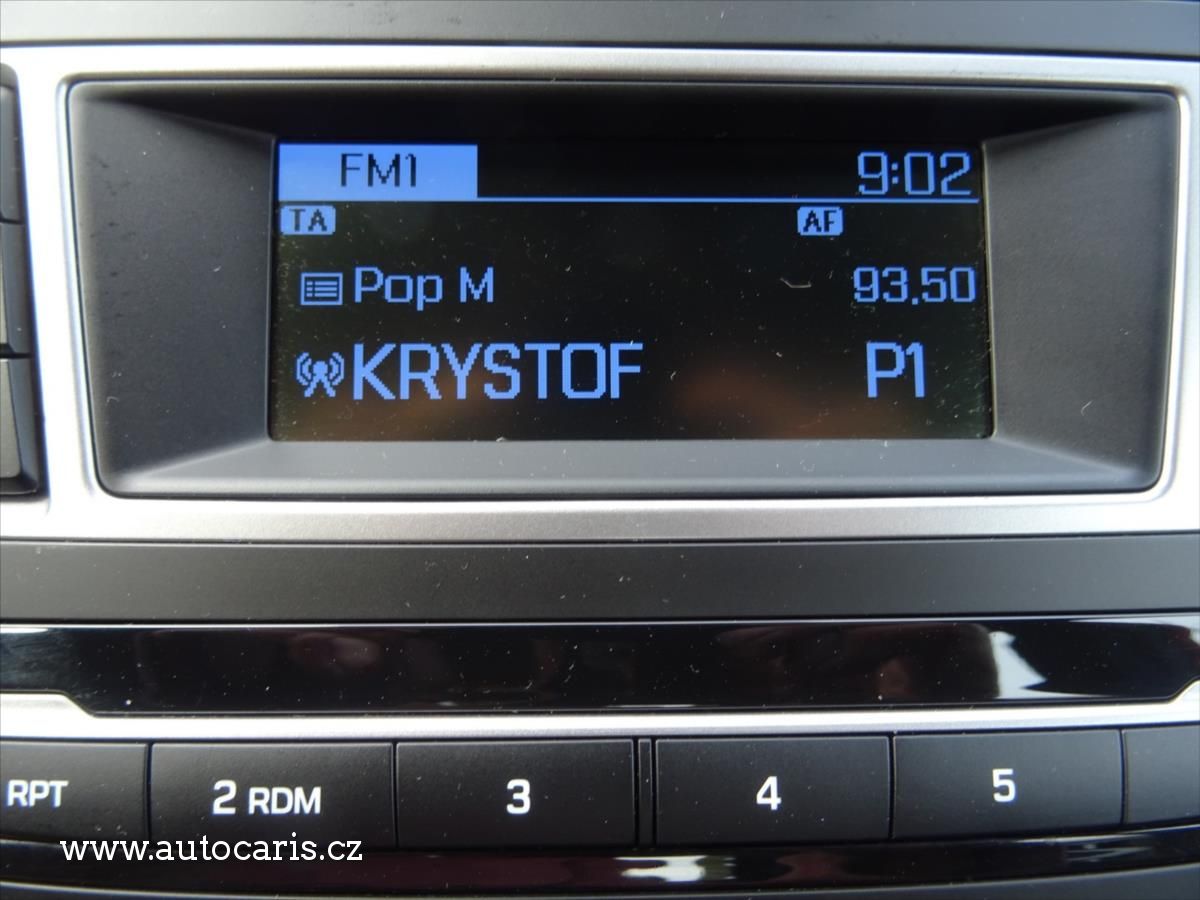 FM1 9:02
TA AF
Pop M 93.50
KRYSTOF P1
RPT 2 RDM 3 4 5
www.autocaris.cz